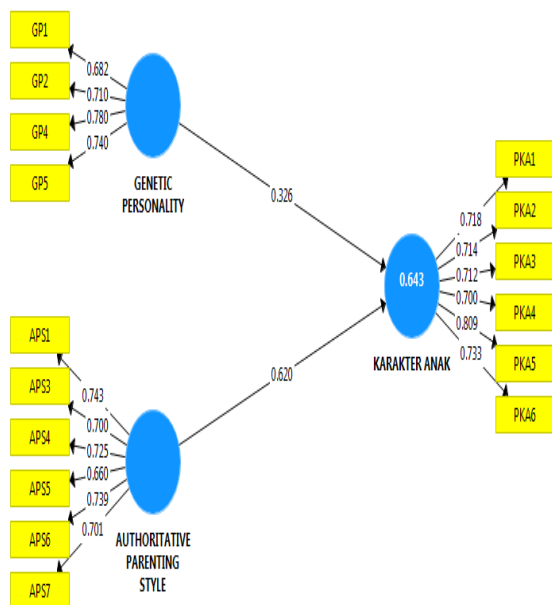 GP1
GP2
GP4
GP5
0.682
0.710
0.780
0.740
GENETIC
PERSONALITY
0.326
APS1
APS3
APS4
APS5
APS6
APS7
0.743
0.700
0.725
0.660
0.739
0.701
AUTHORITATIVE
PARENTING
STYLE
0.620
0.643
KARAKTER ANAK
0.718
0.714
0.712
0.700
0.809
0.733
PKA1
PKA2
PKA3
PKA4
PKA5
PKA6